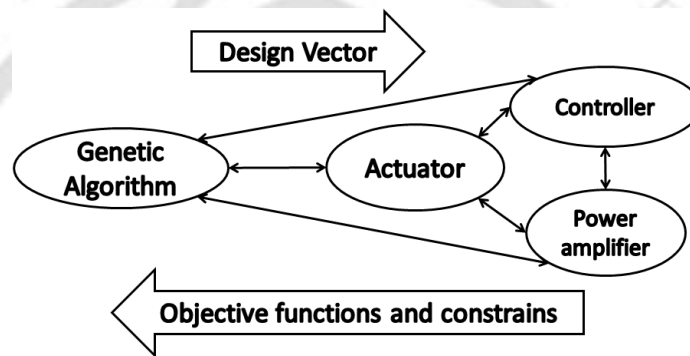 Design Vector
Controller
Genetic
Algorithm
Actuator
Power
amplifier
Objective functions and constrains